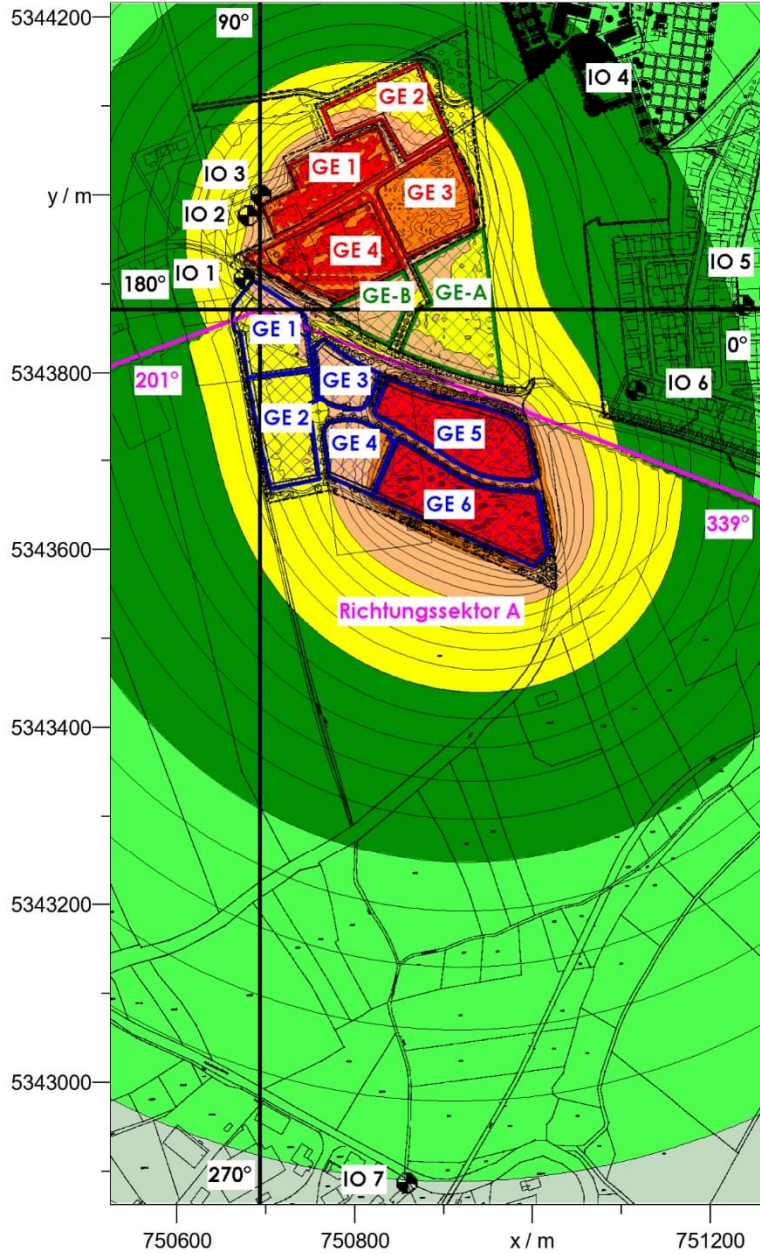 5344200
90°
IO 4
GE 2
GE 1
IO 3
y / m
GE 3
IO 2
GE 4
IO 1
IO 5
180°
GE-B
GE-A
GE 1
0°
5343800
201°
GE 3
IO 6
GE 2
GE 5
GE 4
GE 6
339°
5343600
Richtungssektor A
5343400
5343200
5343000
270°
IO 7
750600
750800
x / m
751200